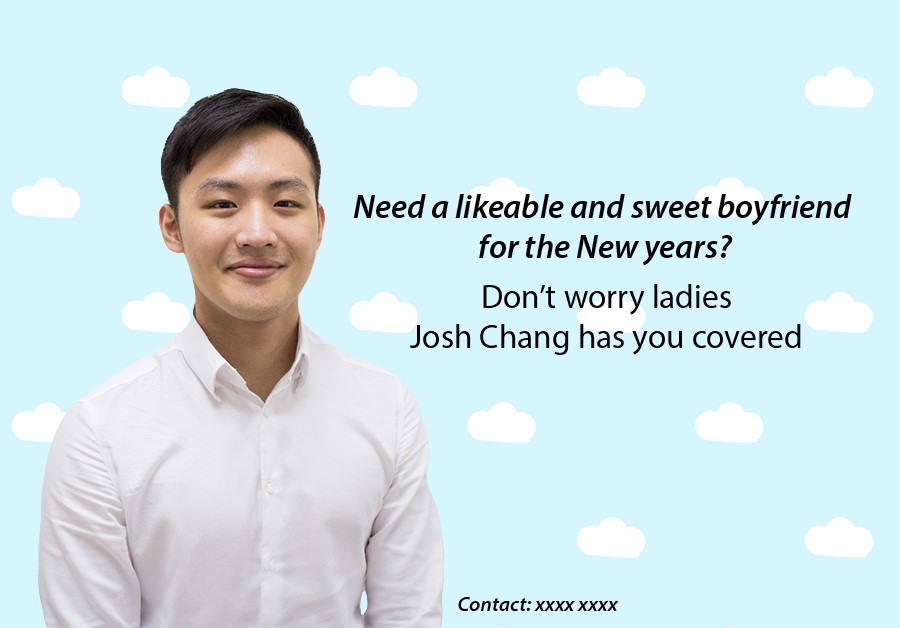 Need a likeable and sweet boyfriend
for the New years?
Don’t worry ladies
Josh Chang has you covered
Contact: xxxx xxxx